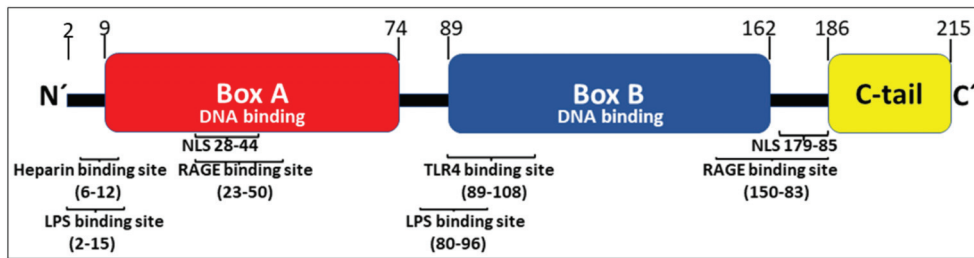 2 9 74 89 162 186 215
N´ Box A Box B C-tail C´
DNA binding DNA binding
NLS 28-44 NLS 179-85
Heparin binding site RAGE binding site TLR4 binding site RAGE binding site
(6-12) (23-50) (89-108) (150-83)
LPS binding site LPS binding site
(2-15) (80-96)